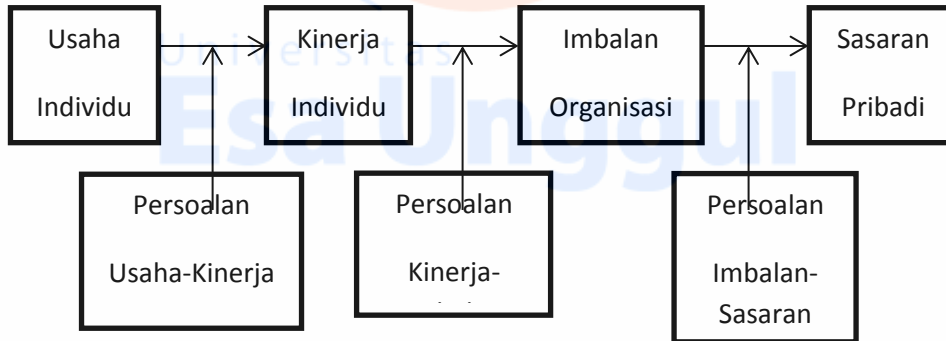 Usaha
Individu
Kinerja
Individu
Imbalan
Organisasi
Sasaran
Pribadi
Universitas
Esa Unggul
Persoalan
Usaha-Kinerja
Persoalan
Kinerja-
Persoalan
Imbalan-
Sasaran